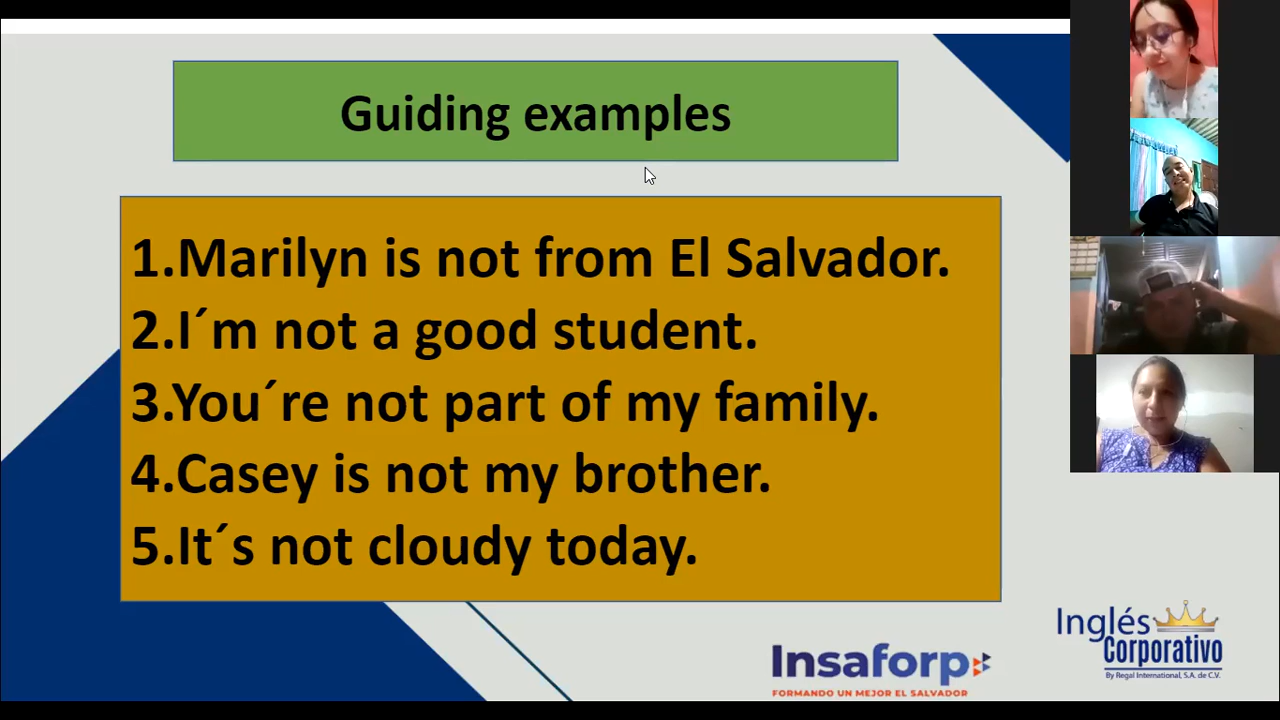 Guiding examples
1.Marilyn is not from El Salvador.
2.I´m not a good student.
3.You´re not part of my family.
4.Casey is not my brother.
5.It´s not cloudy today.
Insaforp
FORMANDO UN MEJOR EL SALVADOR
Inglés
Corporativo
By Regal International, S.A. de C.V.